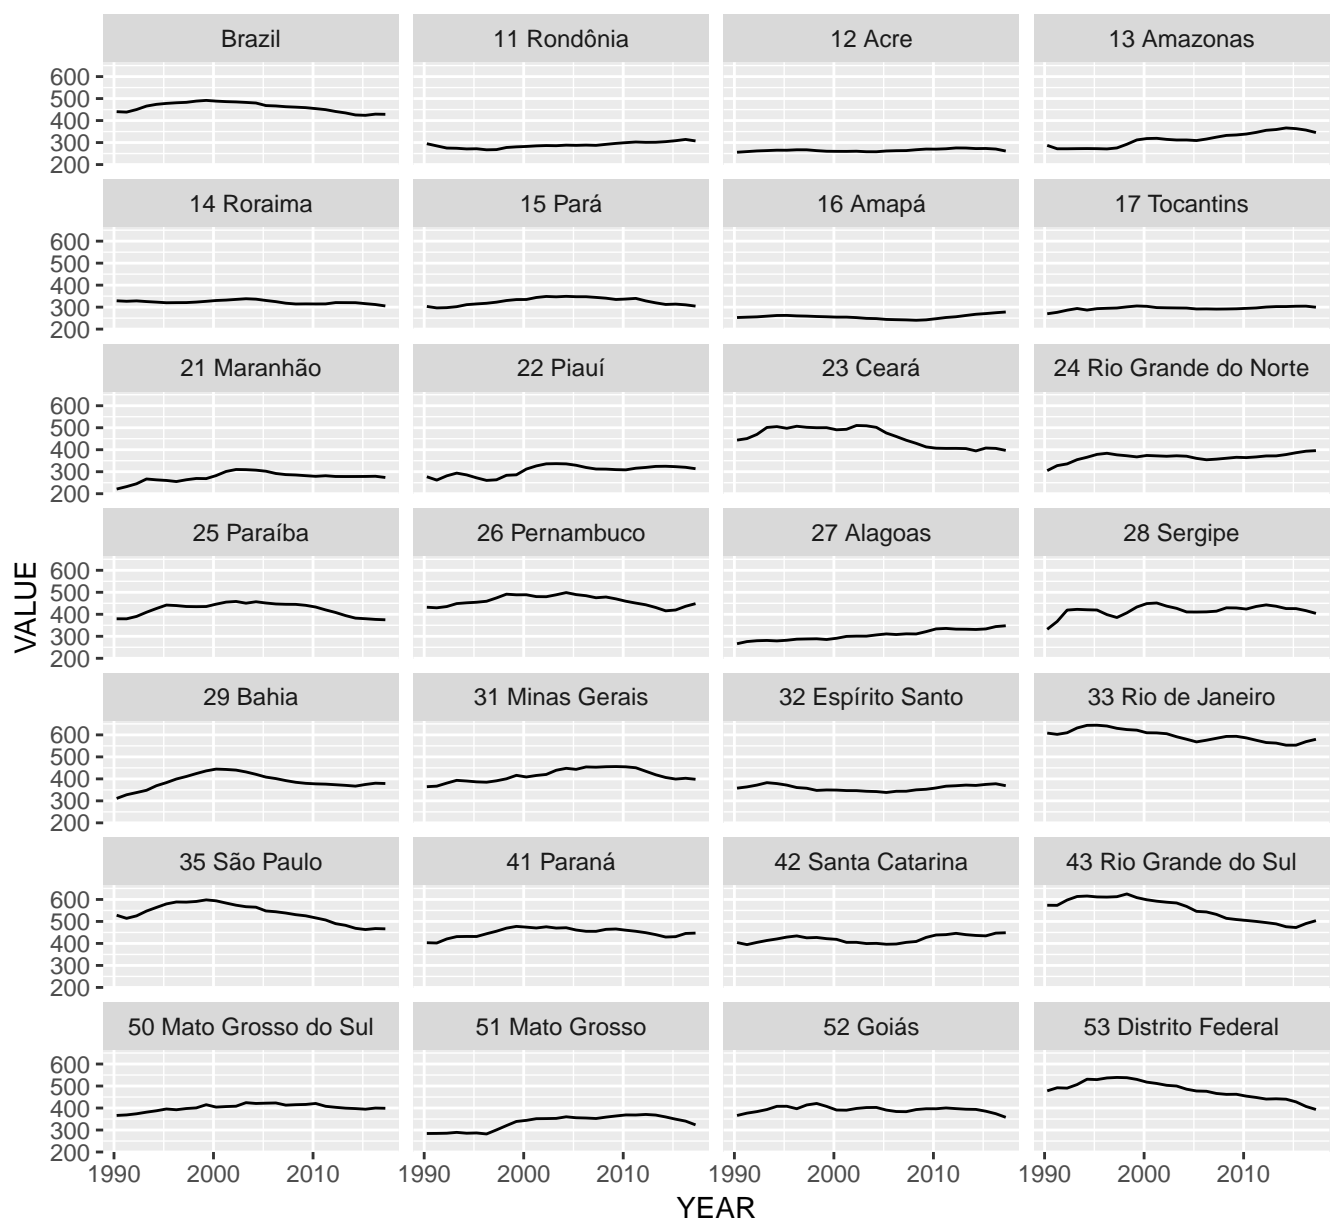 Brazil
11 Rondônia
12 Acre
13 Amazonas
600
500
400
300
200
14 Roraima
15 Pará
16 Amapá
17 Tocantins
600
500
400
300
200
21 Maranhão
22 Piauí
23 Ceará
24 Rio Grande do Norte
600
500
400
300
200
25 Paraíba
26 Pernambuco
27 Alagoas
28 Sergipe
600
500
400
300
200
VALUE
29 Bahia
31 Minas Gerais
32 Espírito Santo
33 Rio de Janeiro
600
500
400
300
200
35 São Paulo
41 Paraná
42 Santa Catarina
43 Rio Grande do Sul
600
500
400
300
200
50 Mato Grosso do Sul
51 Mato Grosso
52 Goiás
53 Distrito Federal
600
500
400
300
200
1990 2000 2010
1990 2000 2010
1990 2000 2010
1990 2000 2010
YEAR